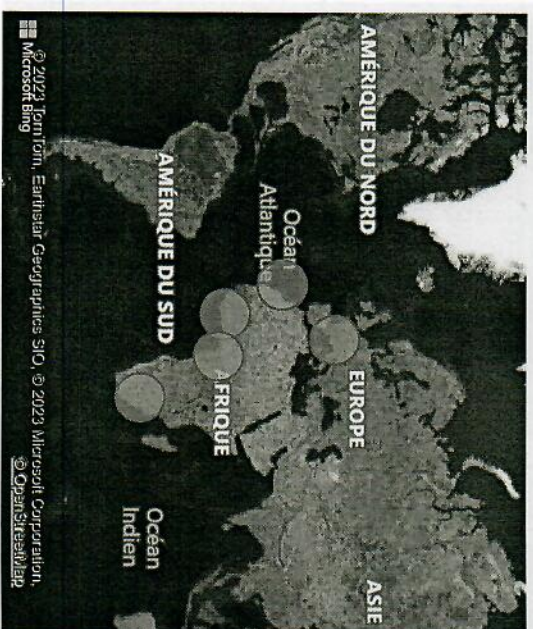 AMÉRIQUE DU NORD
EUROPE
ASIE
Océan
Atlantique
AFRIQUE
AMÉRIQUE DU SUD
Océan
Indien
Microsoft Bing
© 2023 TomTom, Earthstar Geographics SIO, © 2023 Microsoft Corporation,
© OpenStreetMap